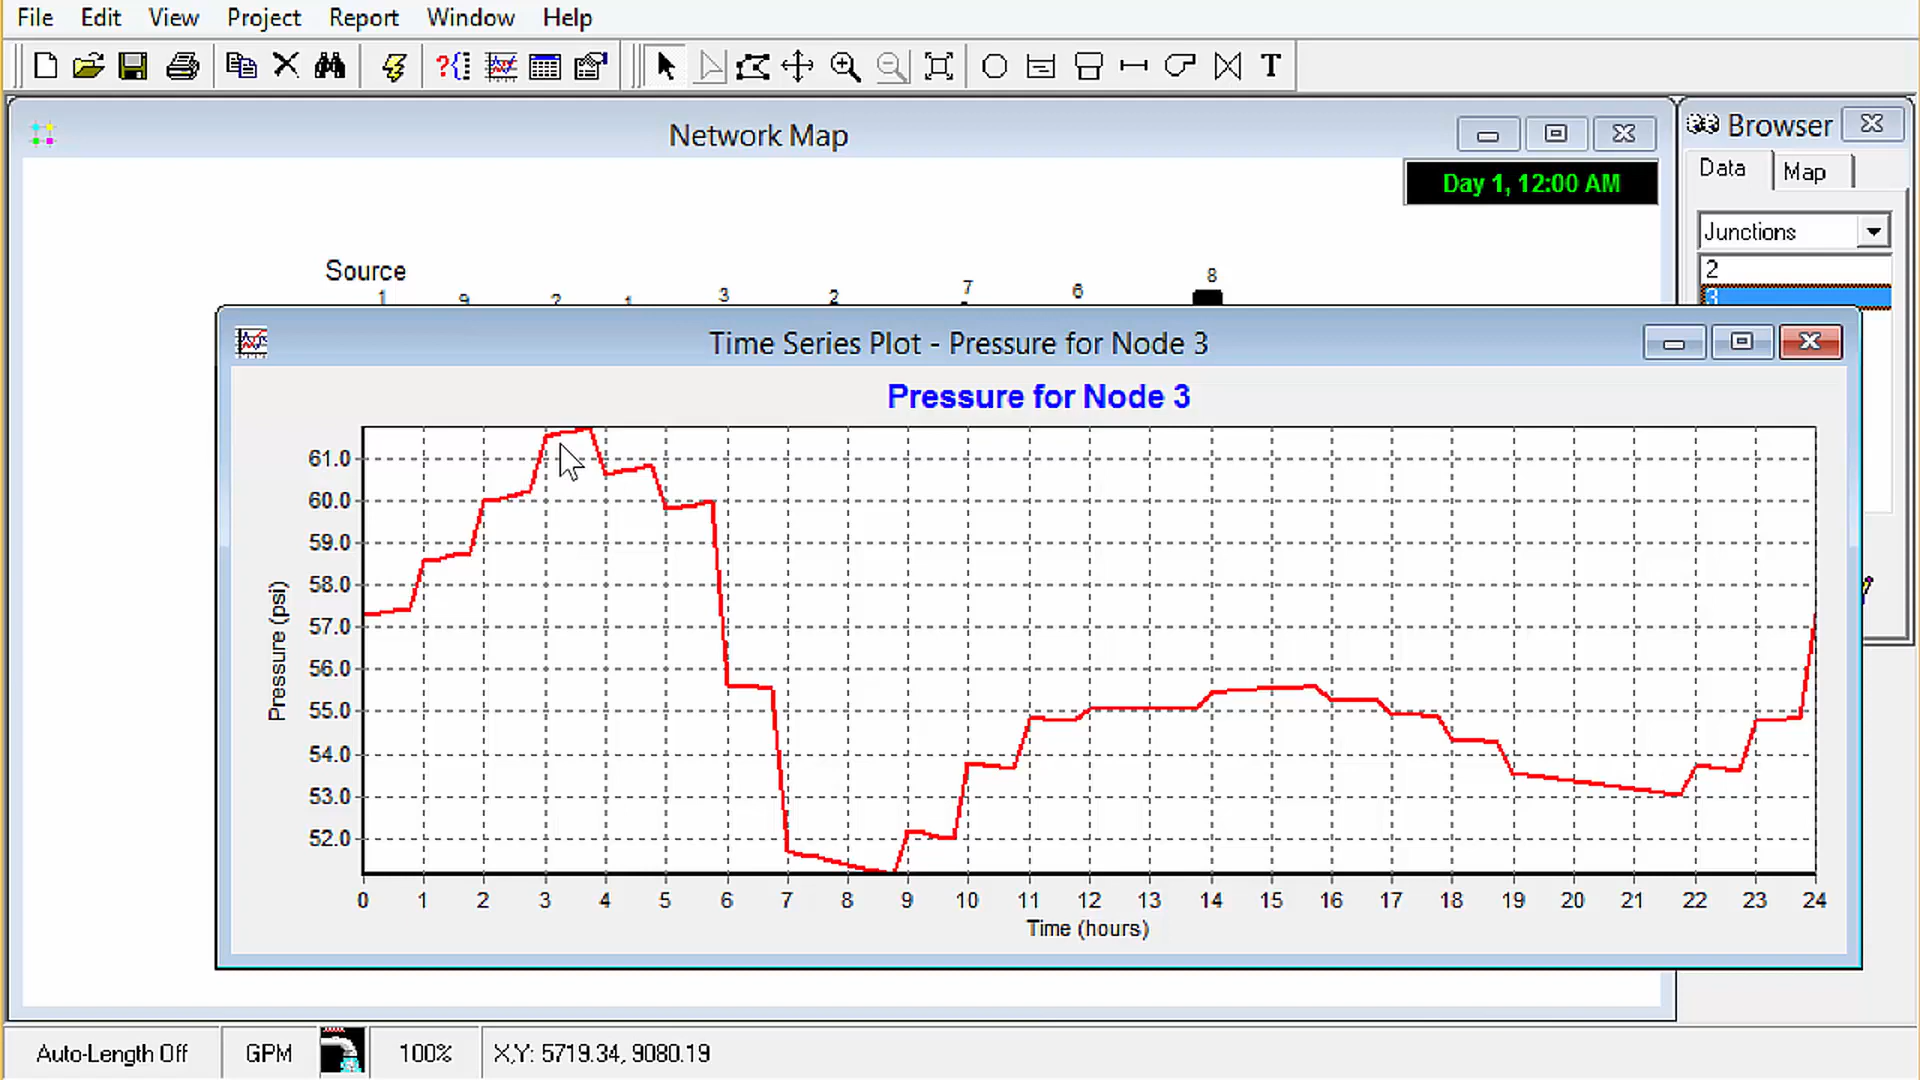 File Edit View Project Report Window Help
Network Map
Browser
Day 1, 12:00 AM
Data Map
Junctions
2
3
Source
1 9 2 1 3 2 7 6 8
Time Series Plot - Pressure for Node 3
Pressure for Node 3
61.0
60.0
59.0
58.0
57.0
56.0
55.0
54.0
53.0
52.0
Pressure (psi)
0 1 2 3 4 5 6 7 8 9 10 11 12 13 14 15 16 17 18 19 20 21 22 23 24
Time (hours)
Auto-Length Off GPM 100% X,Y: 5719.34, 9080.19